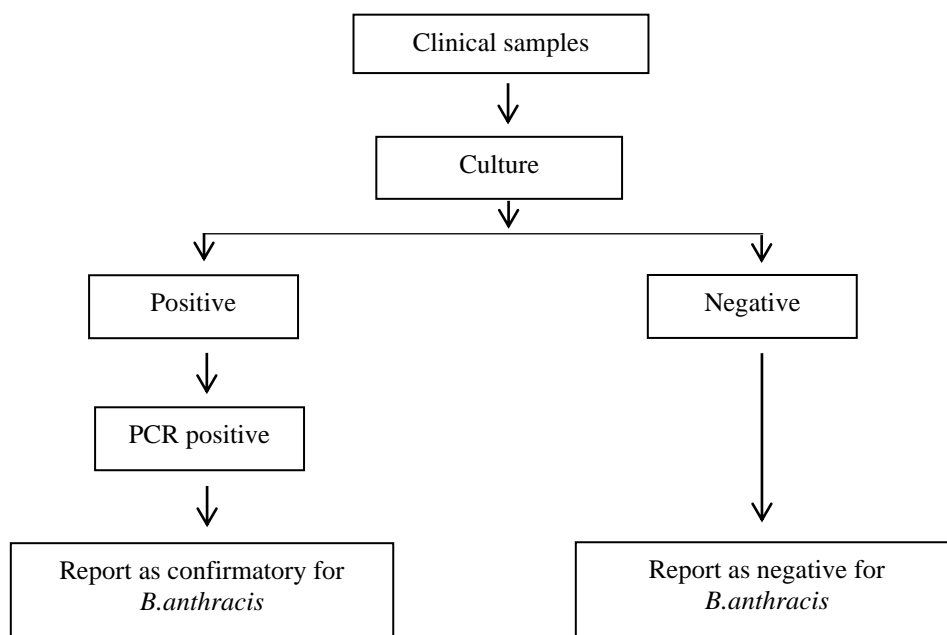 Clinical samples
Culture
Positive
Negative
PCR positive
Report as confirmatory for
B.anthracis
Report as negative for
B.anthracis